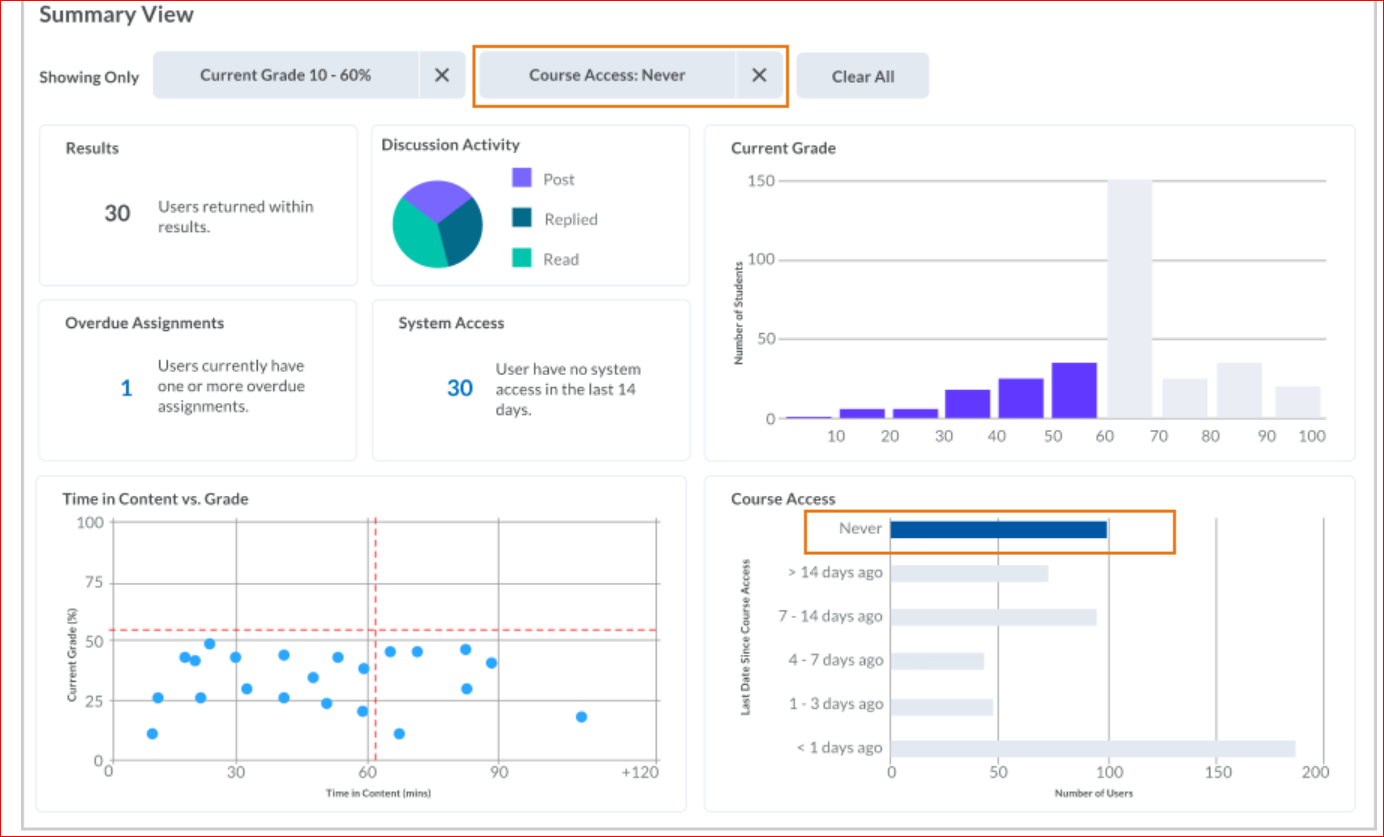 Summary View
Showing Only
Current Grade 10 - 60%
Course Access: Never
Clear All
Results
30
Users returned within
results.
Discussion Activity
Post
Replied
Read
Overdue Assignments
1
Users currently have
one or more overdue
assignments.
System Access
30
User have no system
access in the last 14
days.
Current Grade
Number of Students
150
100
50
0
10 20 30 40 50 60 70 80 90 100
Time in Content vs. Grade
Current Grade (%)
100
75
50
25
0
0 30 60 90 +120
Time in Content (mins)
Course Access
Last Date Since Course Access
Never
> 14 days ago
7 - 14 days ago
4 - 7 days ago
1 - 3 days ago
< 1 days ago
0 50 100 150 200
Number of Users